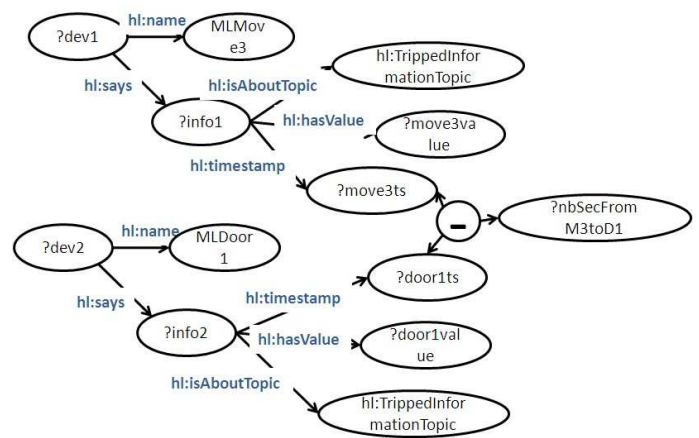 ?dev1
hl:name
MLMov
e3
hl:says
hl:isAboutTopic
hl:TrippedInfor
mationTopic
?info1
hl:hasValue
?move3va
lue
hl:timestamp
?move3ts
–
?nbSecFrom
M3toD1
?dev2
hl:name
MLDoor
1
hl:says
hl:timestamp
?door1ts
?info2
hl:hasValue
?door1val
ue
hl:isAboutTopic
hl:TrippedInfor
mationTopic